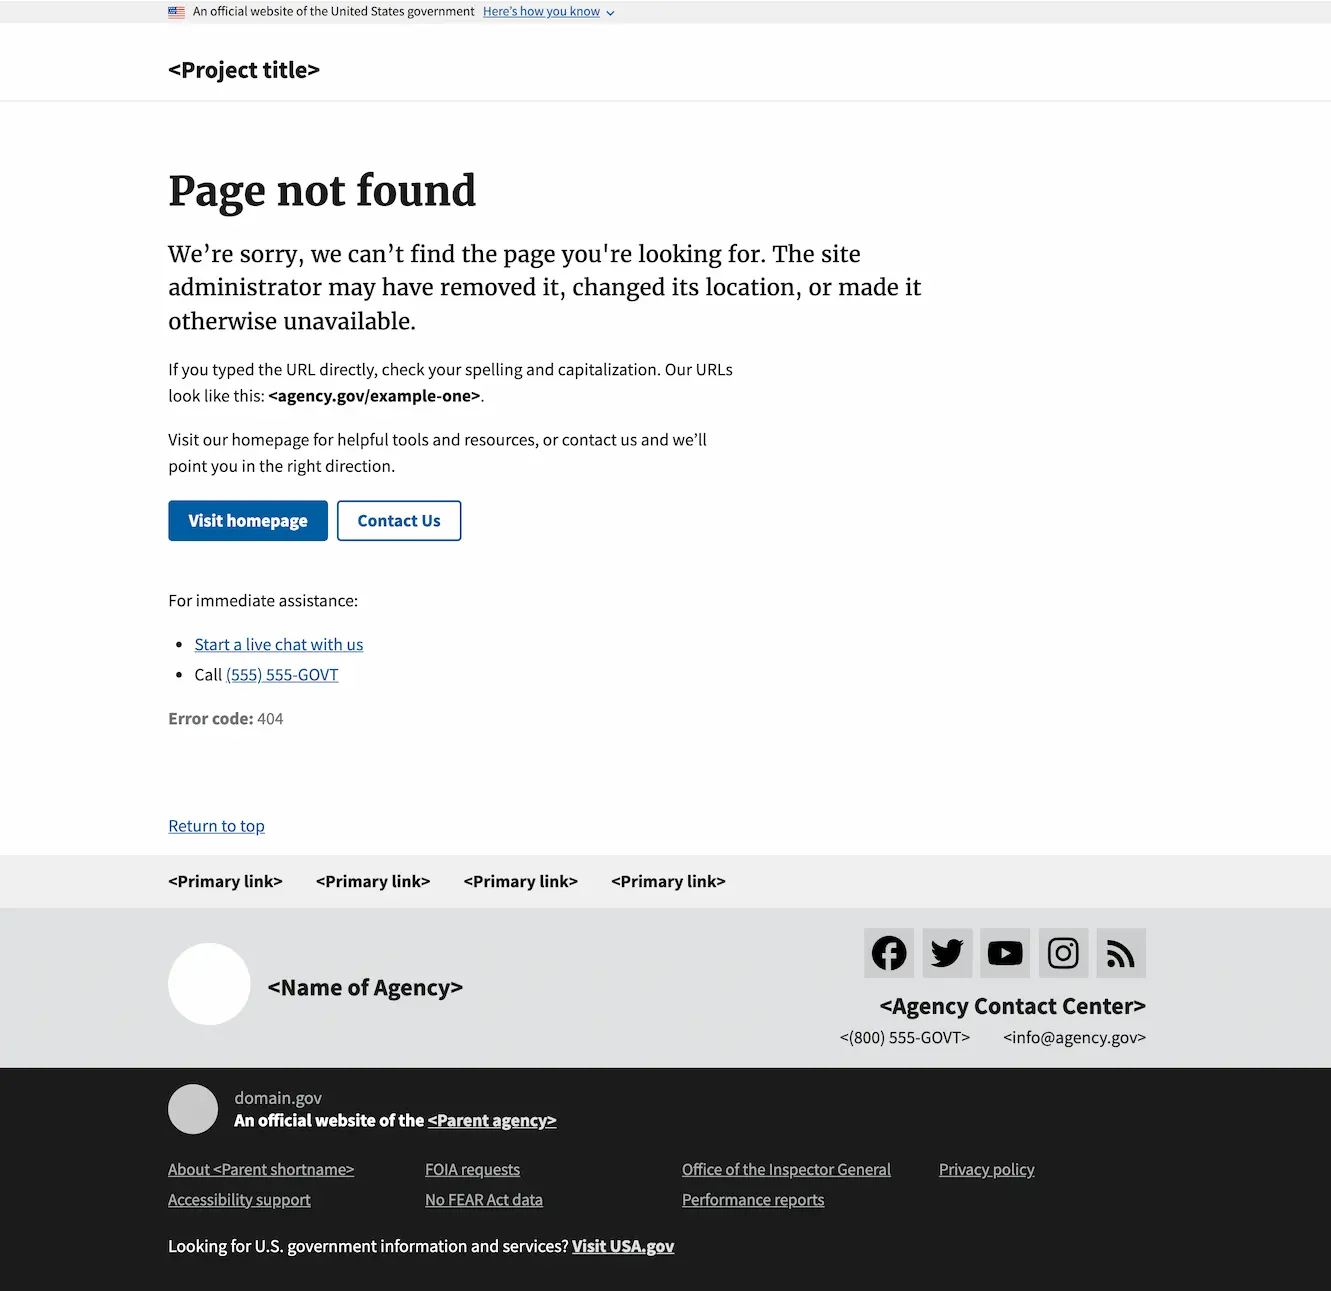 An official website of the United States government Here’s how you know
<Project title>
Page not found
We’re sorry, we can’t find the page you're looking for. The site
administrator may have removed it, changed its location, or made it
otherwise unavailable.
If you typed the URL directly, check your spelling and capitalization. Our URLs
look like this: <agency.gov/example-one>.
Visit our homepage for helpful tools and resources, or contact us and we’ll
point you in the right direction.
Visit homepage Contact Us
For immediate assistance:
• Start a live chat with us
• Call (555) 555-GOVT
Error code: 404
Return to top
<Primary link> <Primary link> <Primary link> <Primary link>
<Name of Agency>
<Agency Contact Center>
<(800) 555-GOVT> <info@agency.gov>
domain.gov
An official website of the <Parent agency>
About <Parent shortname> FOIA requests Office of the Inspector General Privacy policy
Accessibility support No FEAR Act data Performance reports
Looking for U.S. government information and services? Visit USA.gov